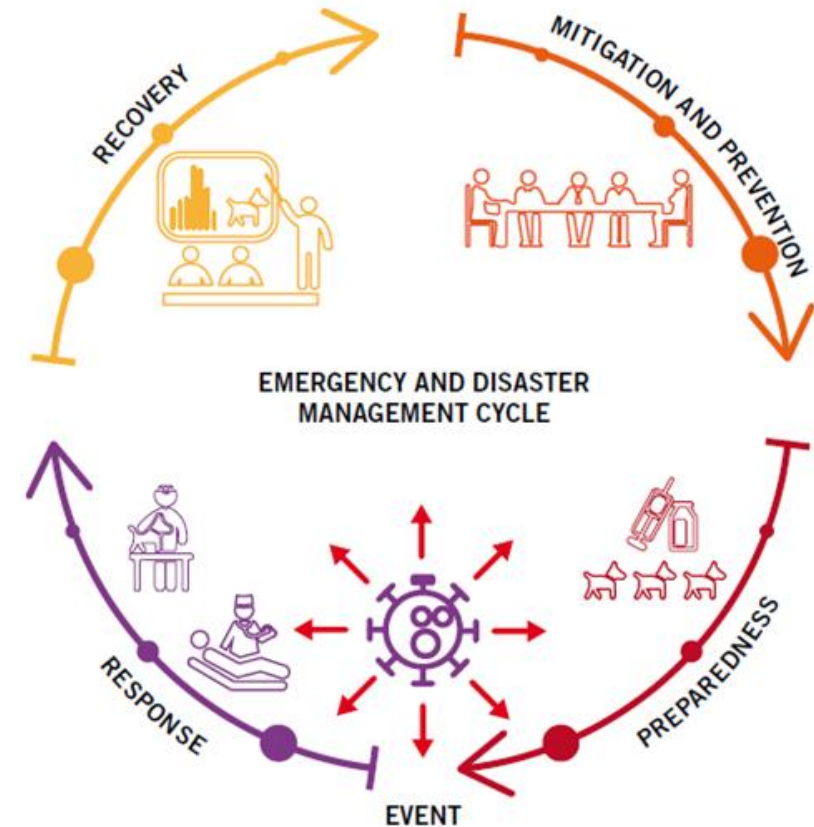 RECOVERY
MITIGATION AND PREVENTION
EMERGENCY AND DISASTER
MANAGEMENT CYCLE
RESPONSE
PREPAREDNESS
EVENT